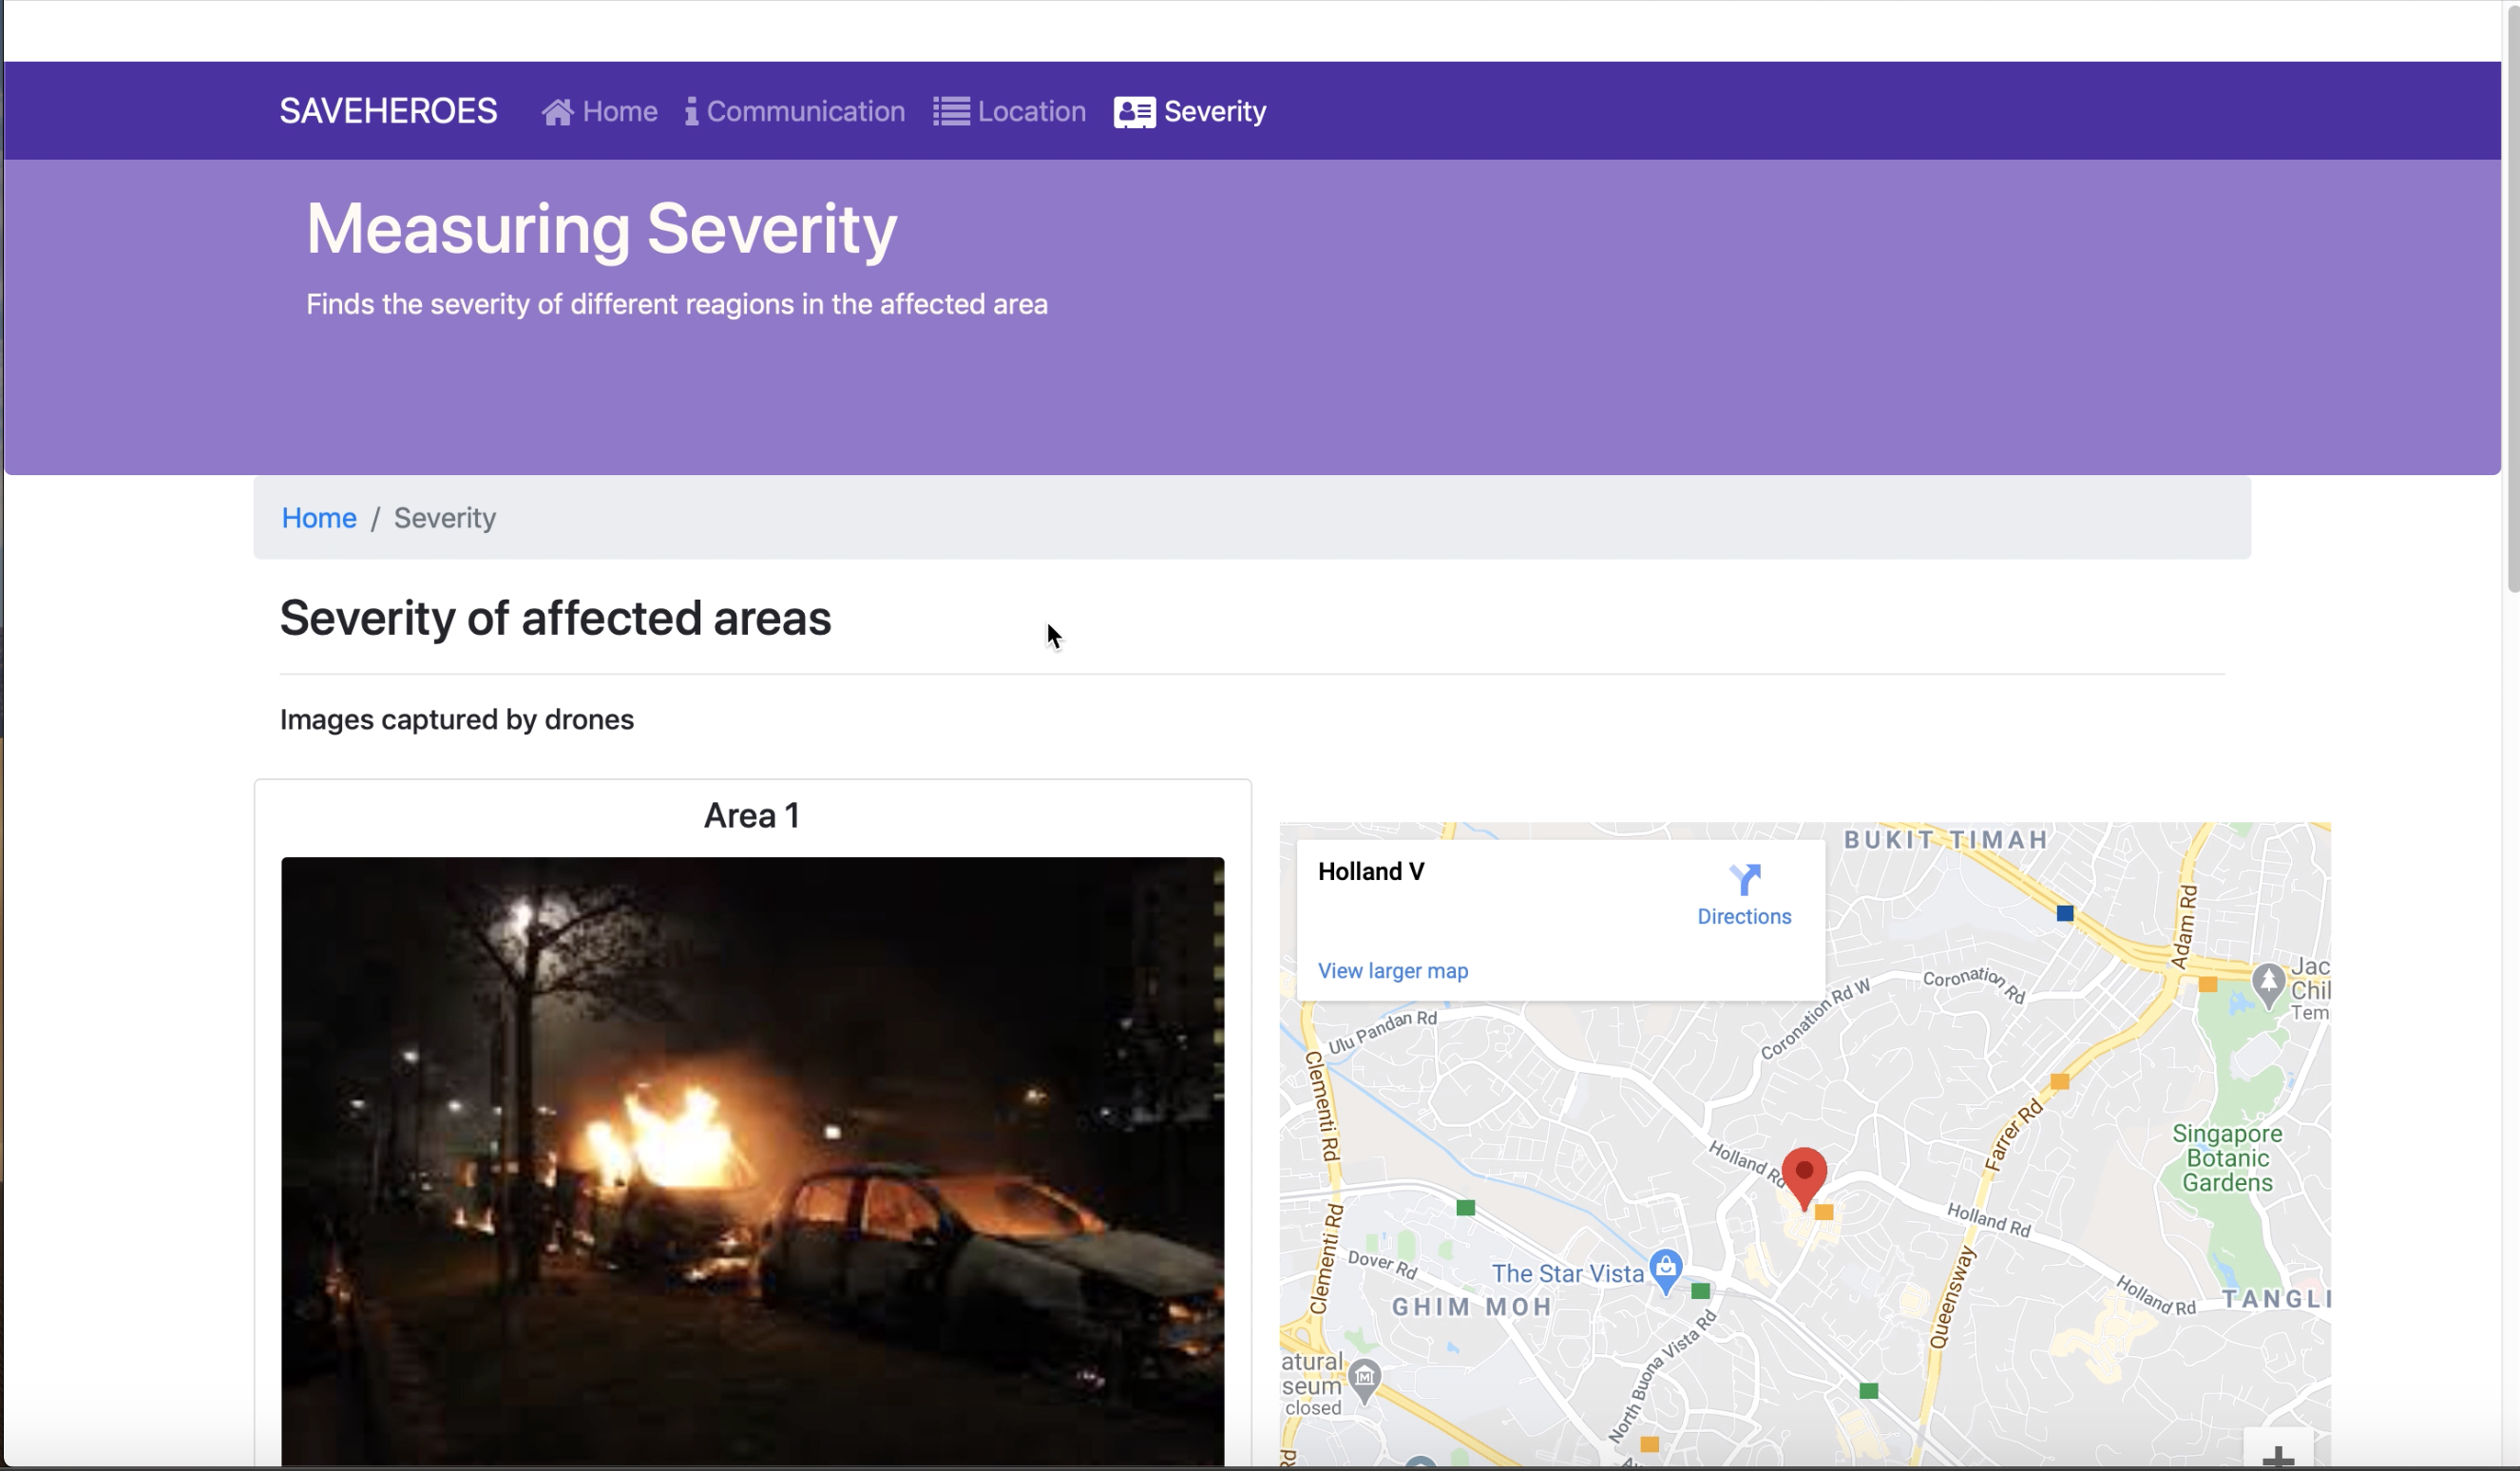 SAVEHEROES Home Communication Location Severity
Measuring Severity
Finds the severity of different reagions in the affected area
Home / Severity
Severity of affected areas
Images captured by drones
Area 1
Holland V
Directions
View larger map
BUKIT TIMAH
Adam Rd
Jac
Chil
Tem
Coronation Rd W
Coronation Rd
Ulu Pandan Rd
Clementi Rd
Farrer Rd
Singapore
Botanic
Gardens
Holland Rd
Holland Rd
Clementi Rd
Dover Rd
The Star Vista
GHIM MOH
Queensway
Holland Rd
TANGLI
North Buona Vista Rd
atural
seum
closed
Rd